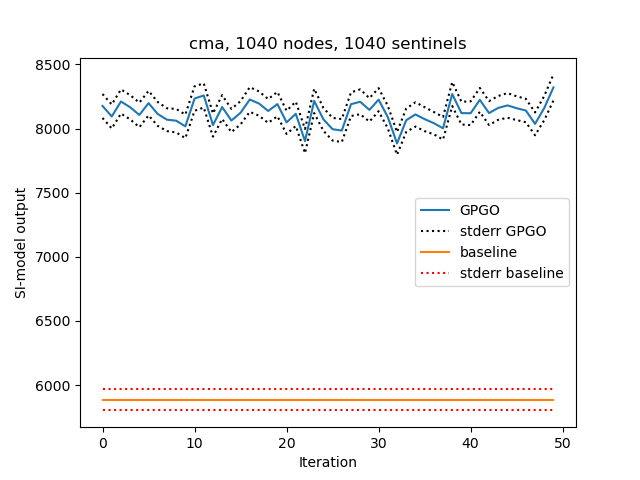 cma, 1040 nodes, 1040 sentinels
8500
8000
7500
7000
6500
6000
SI-model output
GPGO
stderr GPGO
baseline
stderr baseline
0 10 20 30 40 50
Iteration